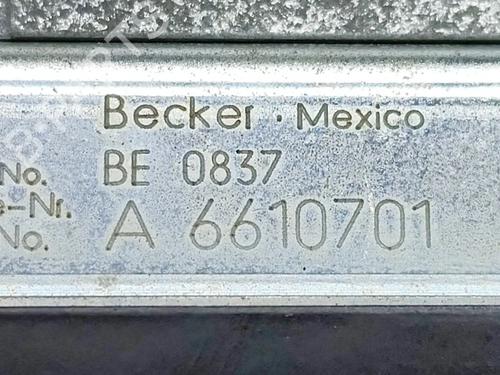 Becker · Mexico
No. BE 0837
e-Nr.
No. A 6610701